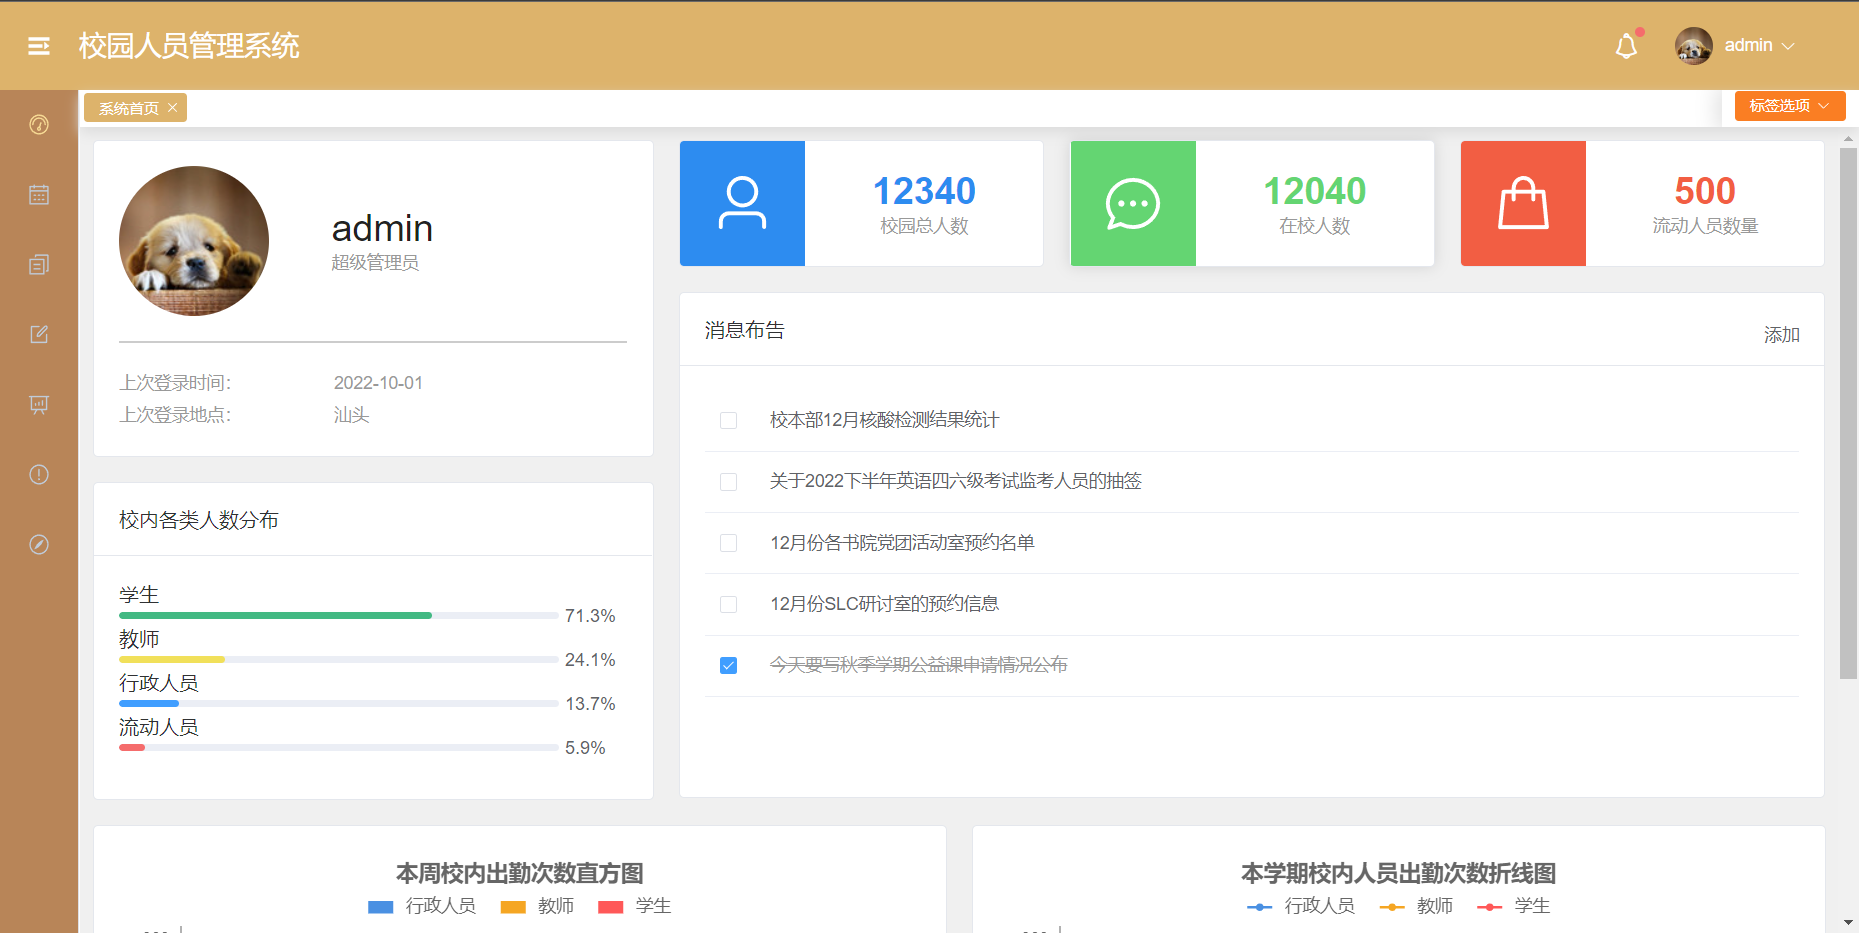 校园人员管理系统
admin
系统首页
标签选项
admin
超级管理员
上次登录时间：
2022-10-01
上次登录地点：
汕头
12340
校园总人数
12040
在校人数
500
流动人员数量
消息布告
添加
校本部12月核酸检测结果统计
关于2022下半年英语四六级考试监考人员的抽签
12月份各书院党团活动室预约名单
12月份SLC研讨室的预约信息
今天要写秋季学期公益课申请情况公布
校内各类人数分布
学生
71.3%
教师
24.1%
行政人员
13.7%
流动人员
5.9%
本周校内出勤次数直方图
行政人员 教师 学生
本学期校内人员出勤次数折线图
行政人员 教师 学生